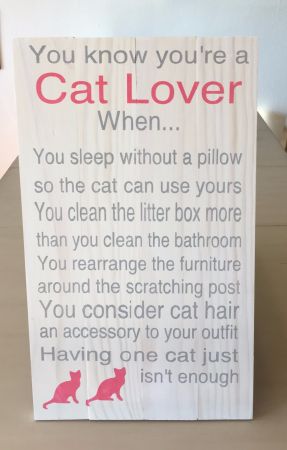 You know you're a
Cat Lover
When...
You sleep without a pillow
so the cat can use yours
You clean the litter box more
than you clean the bathroom
You rearrange the furniture
around the scratching post
You consider cat hair
an accessory to your outfit
Having one cat just
isn't enough